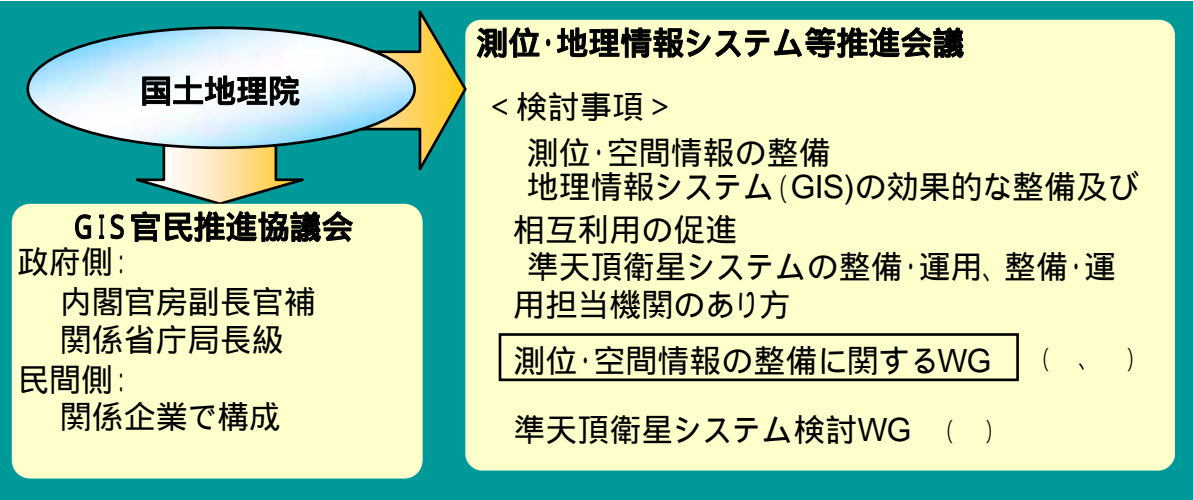 国土地理院
GIS官民推進協議会
政府側:
内閣官房副長官補
関係省庁局長級
民間側:
関係企業で構成
測位・地理情報システム等推進会議
<検討事項>
測位・空間情報の整備
地理情報システム(GIS)の効果的な整備及び
相互利用の促進
準天頂衛星システムの整備・運用、整備・運
用担当機関のあり方
測位・空間情報の整備に関するWG ( 、 )
準天頂衛星システム検討WG ( )